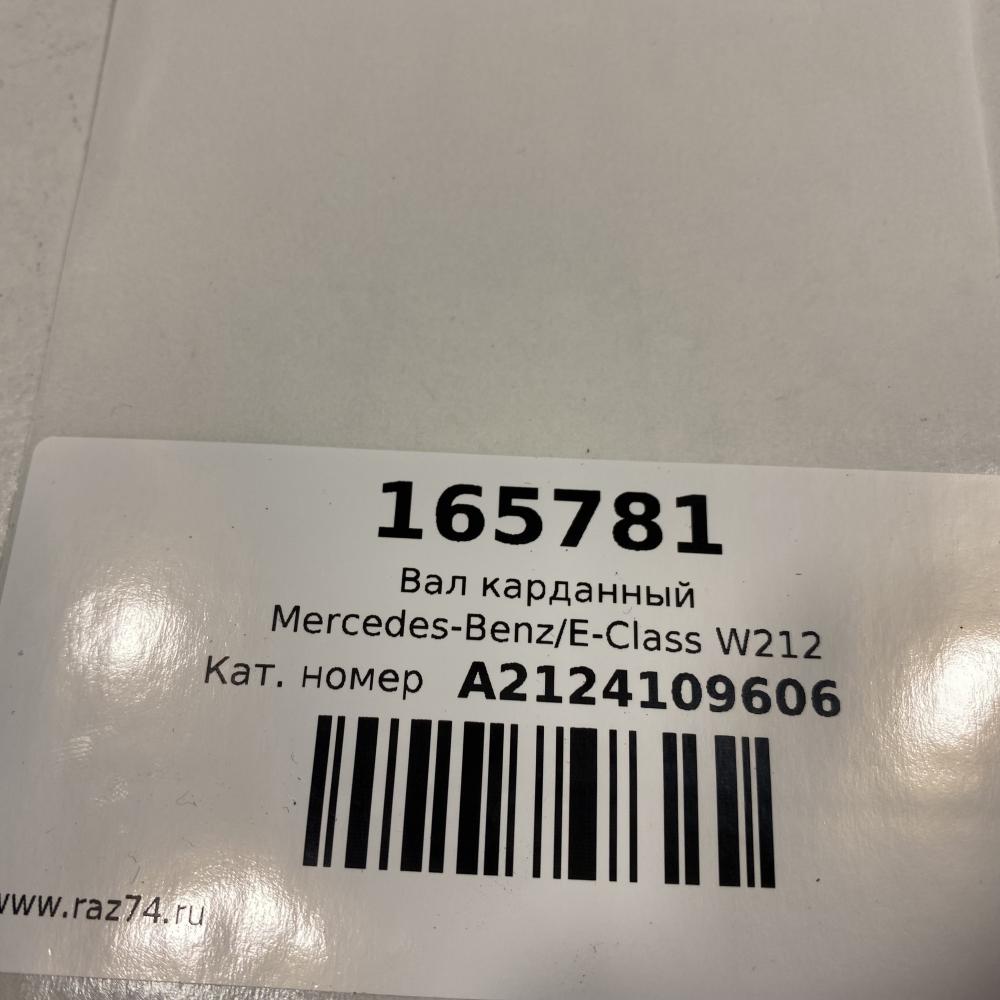 165781
Вал карданный
Mercedes-Benz/E-Class W212
Кат. номер A2124109606
www.raz74.ru